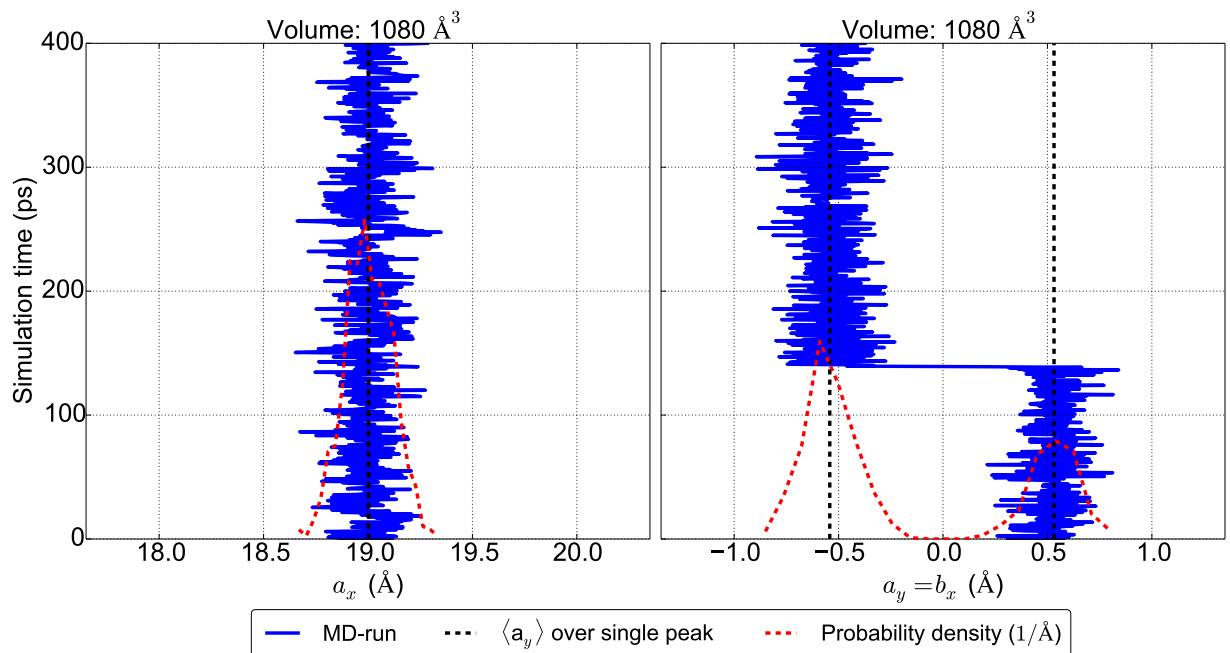 Volume: 1080 Å³
Volume: 1080 Å³
400
300
200
100
0
Simulation time (ps)
18.0 18.5 19.0 19.5 20.0
−1.0 −0.5 0.0 0.5 1.0
a_x (Å)
a_y = b_x (Å)
MD-run ⟨a_y⟩ over single peak Probability density (1/Å)